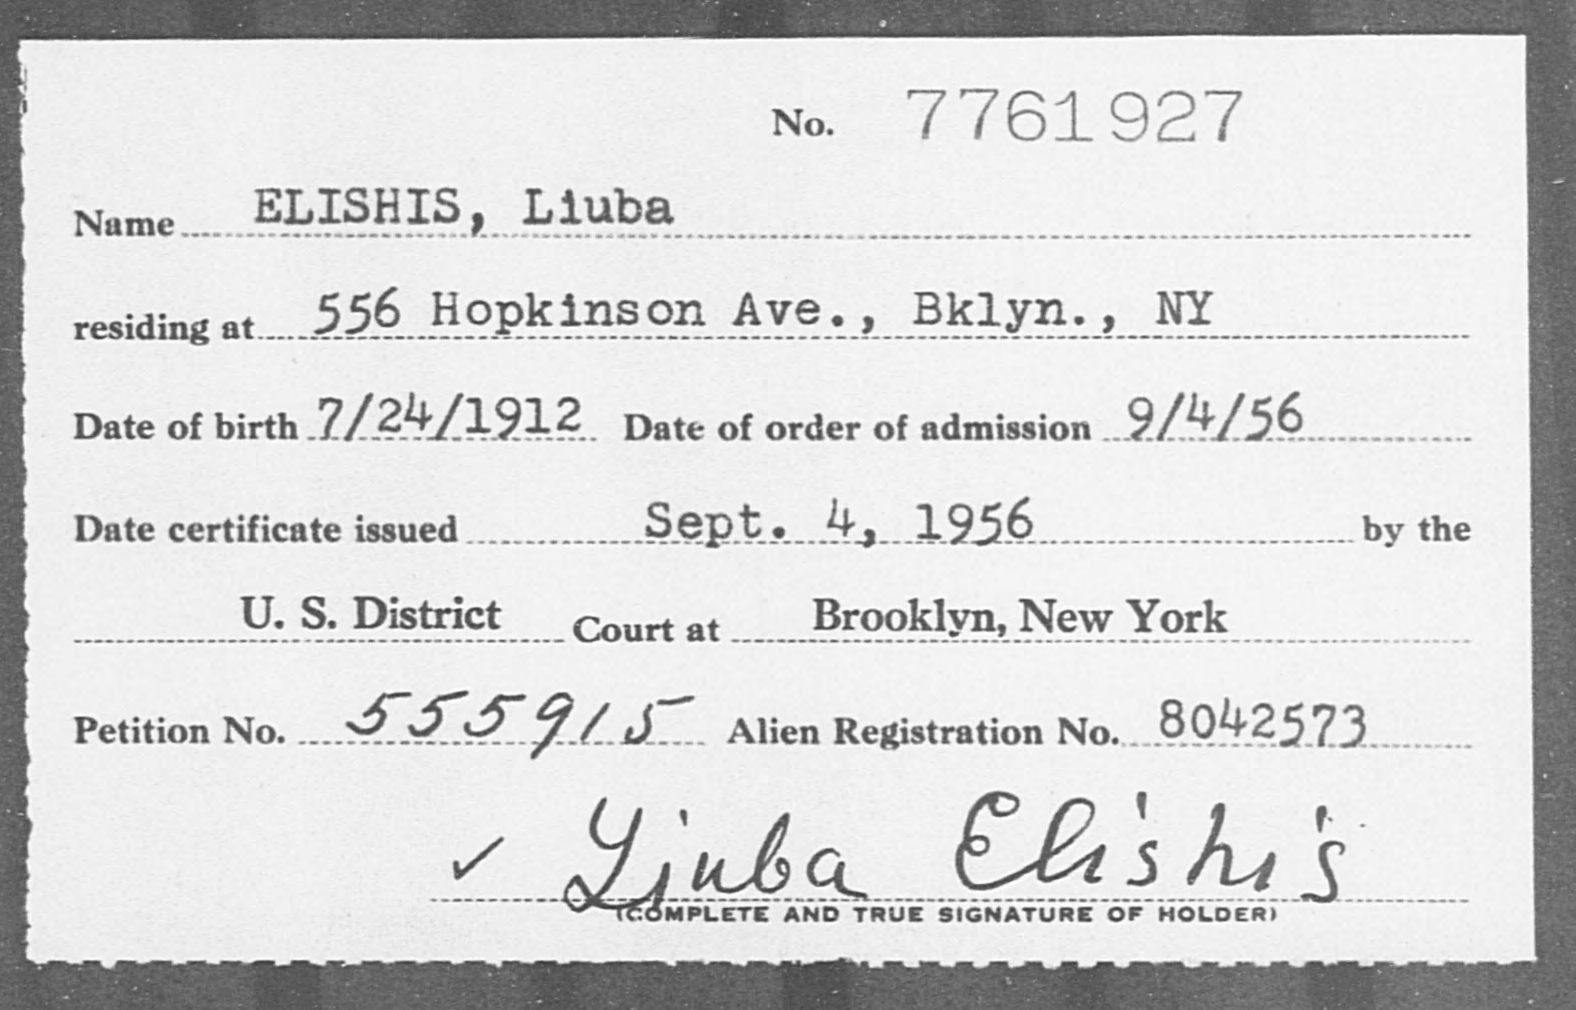 No. 7761927
Name ELISHIS, Liuba
residing at 556 Hopkinson Ave., Bklyn., NY
Date of birth 7/24/1912 Date of order of admission 9/4/56
Date certificate issued Sept. 4, 1956 by the
U. S. District Court at Brooklyn, New York
Petition No. 555915 Alien Registration No. 8042573
✓ Liuba Elishis
(COMPLETE AND TRUE SIGNATURE OF HOLDER)